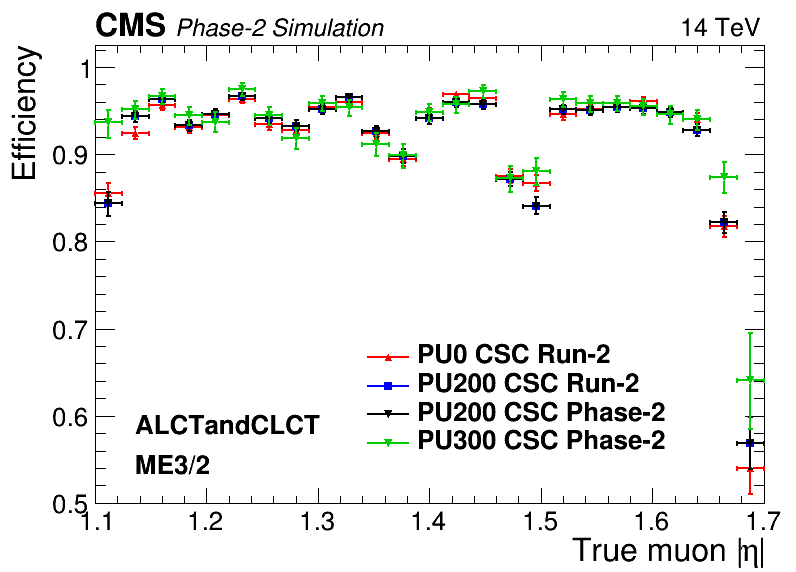 CMS Phase-2 Simulation 14 TeV
Efficiency
1
0.9
0.8
0.7
0.6
0.5
PU0 CSC Run-2
PU200 CSC Run-2
PU200 CSC Phase-2
PU300 CSC Phase-2
ALCTandCLCT
ME3/2
1.1 1.2 1.3 1.4 1.5 1.6 1.7
True muon |η|